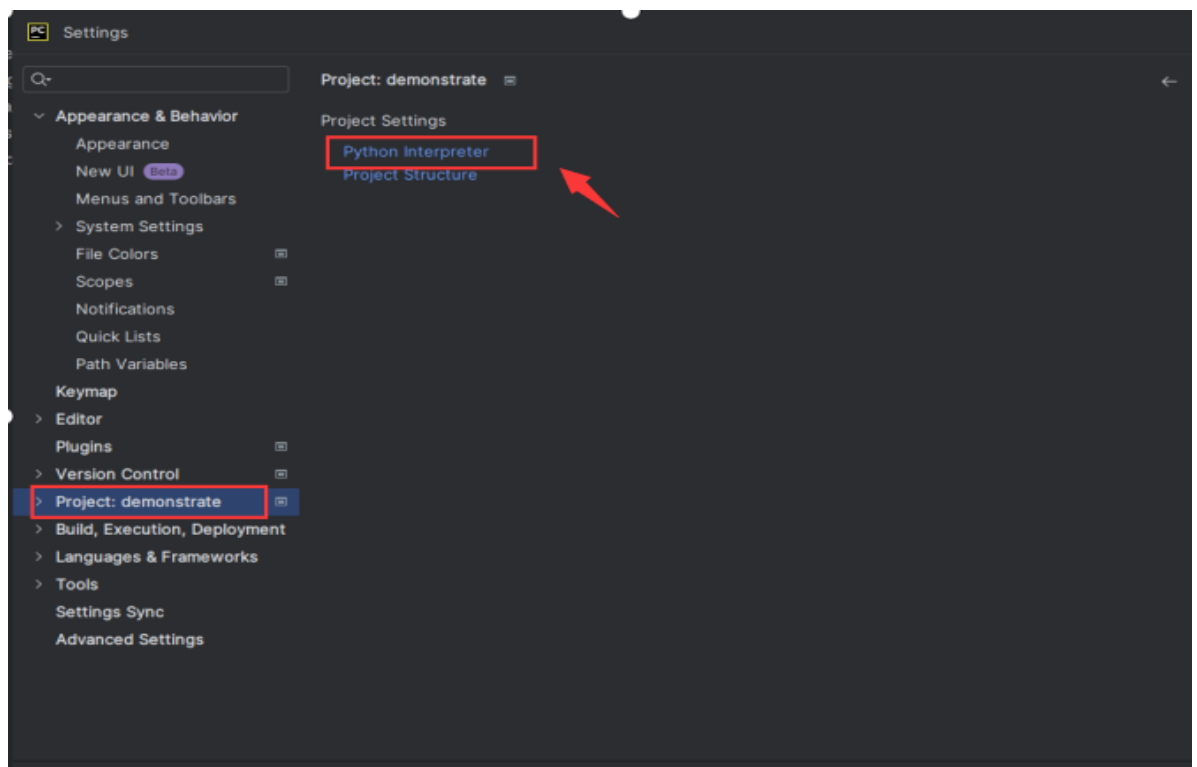 PC Settings
Project: demonstrate
Appearance & Behavior
Appearance
New UI Beta
Menus and Toolbars
System Settings
File Colors
Scopes
Notifications
Quick Lists
Path Variables
Keymap
Editor
Plugins
Version Control
Project: demonstrate
Build, Execution, Deployment
Languages & Frameworks
Tools
Settings Sync
Advanced Settings
Project Settings
Python Interpreter
Project Structure